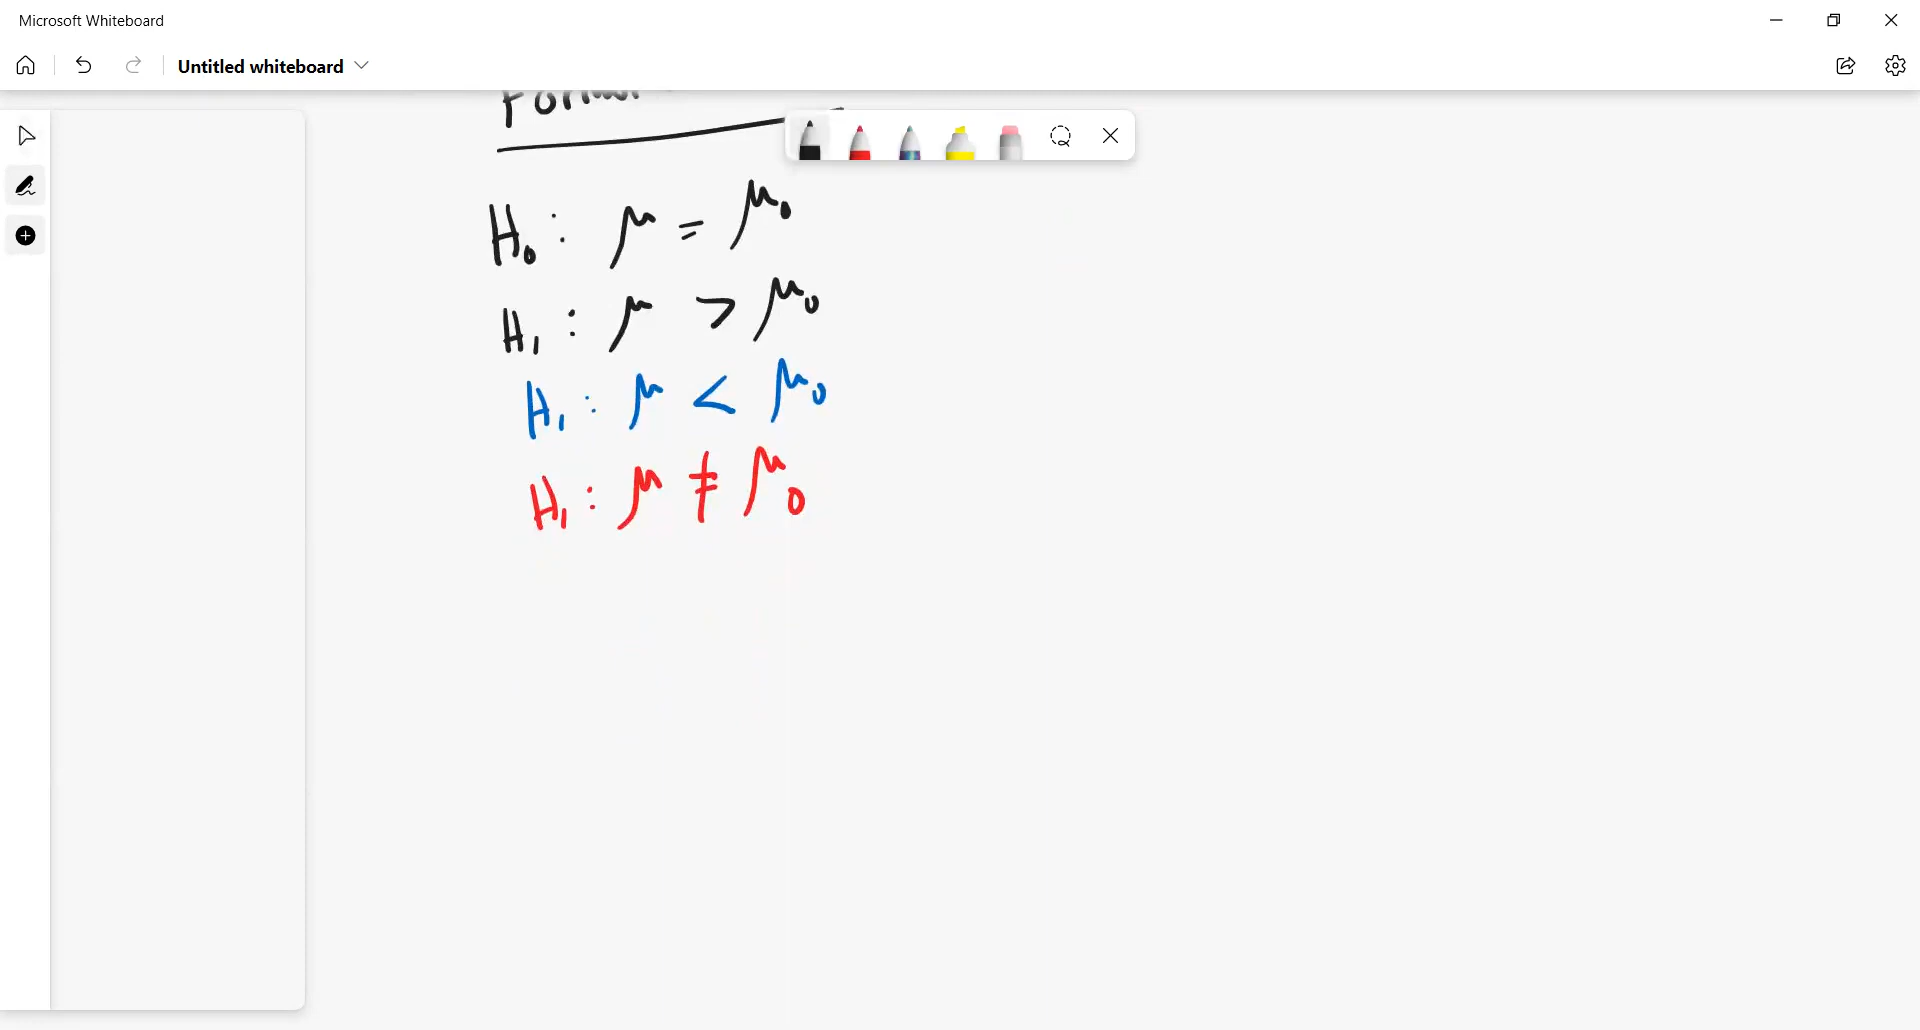 Microsoft Whiteboard
Untitled whiteboard
H₀: μ = μ₀
H₁: μ > μ₀
H₁: μ < μ₀
H₁: μ ≠ μ₀